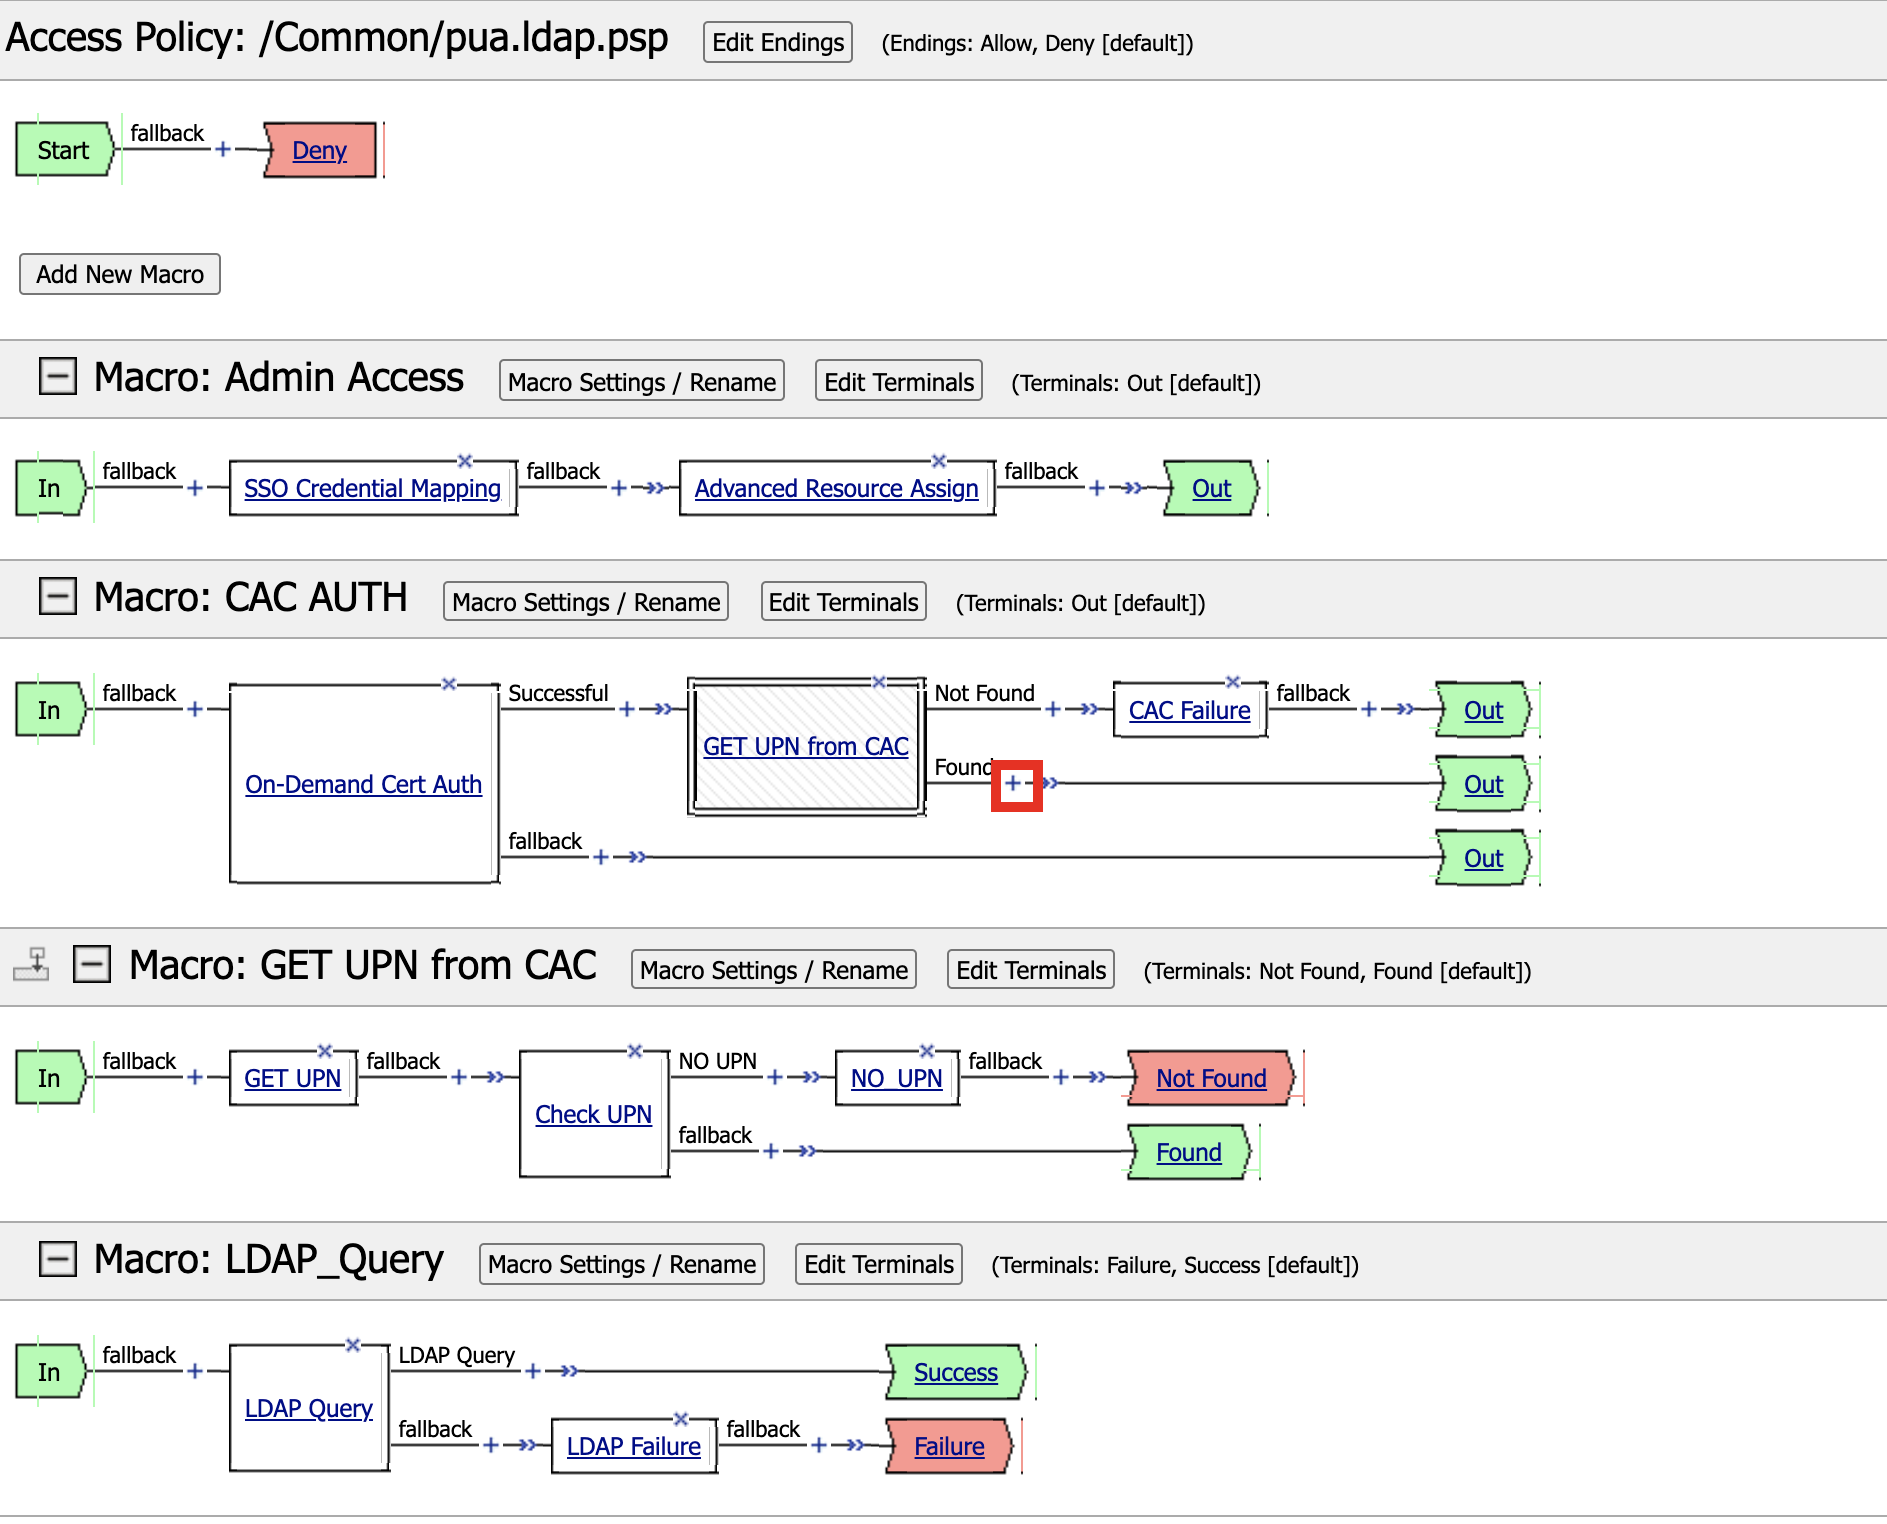 Access Policy: /Common/pua.ldap.psp Edit Endings (Endings: Allow, Deny [default])
Start fallback + Deny
Add New Macro
Macro: Admin Access Macro Settings / Rename Edit Terminals (Terminals: Out [default])
In fallback + SSO Credential Mapping fallback + Advanced Resource Assign fallback + Out
Macro: CAC AUTH Macro Settings / Rename Edit Terminals (Terminals: Out [default])
In fallback + On-Demand Cert Auth Successful + GET UPN from CAC Not Found + CAC Failure fallback + Out
Found + Out
fallback + Out
Macro: GET UPN from CAC Macro Settings / Rename Edit Terminals (Terminals: Not Found, Found [default])
In fallback + GET UPN fallback + Check UPN NO UPN + NO_UPN fallback + Not Found
fallback + Found
Macro: LDAP_Query Macro Settings / Rename Edit Terminals (Terminals: Failure, Success [default])
In fallback + LDAP Query LDAP Query + Success
fallback + LDAP Failure fallback + Failure